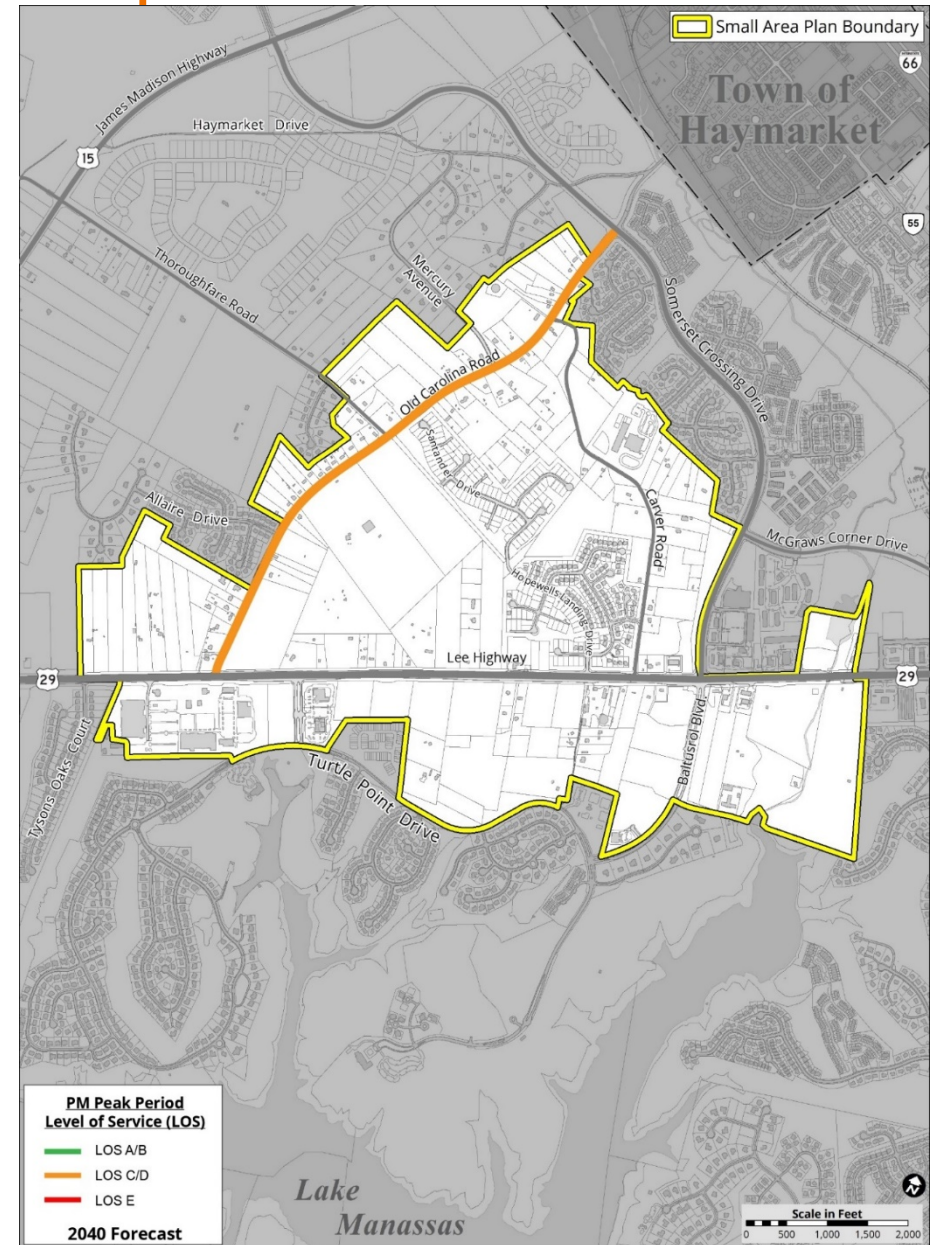 Small Area Plan Boundary
INTERSTATE
66
Town of
Haymarket
James Madison Highway
Haymarket Drive
15
55
Thoroughfare Road
Mercury
Avenue
Somerset Crossing Drive
Old Carolina Road
Santander Drive
Allaire Drive
Carver Road
McGraws Corner Drive
Hopewells Landing Drive
Lee Highway
29
29
Tysons Oaks Court
Baltusrol Blvd
Turtle Point Drive
PM Peak Period
Level of Service (LOS)
LOS A/B
LOS C/D
LOS E
2040 Forecast
Lake
Manassas
N
Scale in Feet
0 500 1,000 1,500 2,000